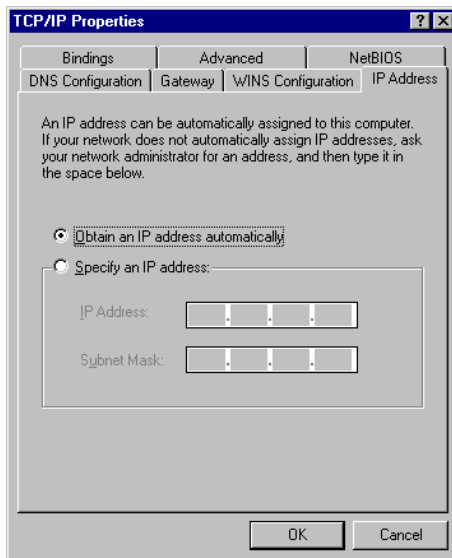 TCP/IP Properties
Bindings Advanced NetBIOS
DNS Configuration Gateway WINS Configuration IP Address
An IP address can be automatically assigned to this computer.
If your network does not automatically assign IP addresses, ask
your network administrator for an address, and then type it in
the space below.
Obtain an IP address automatically
Specify an IP address:
IP Address:
Subnet Mask:
OK Cancel